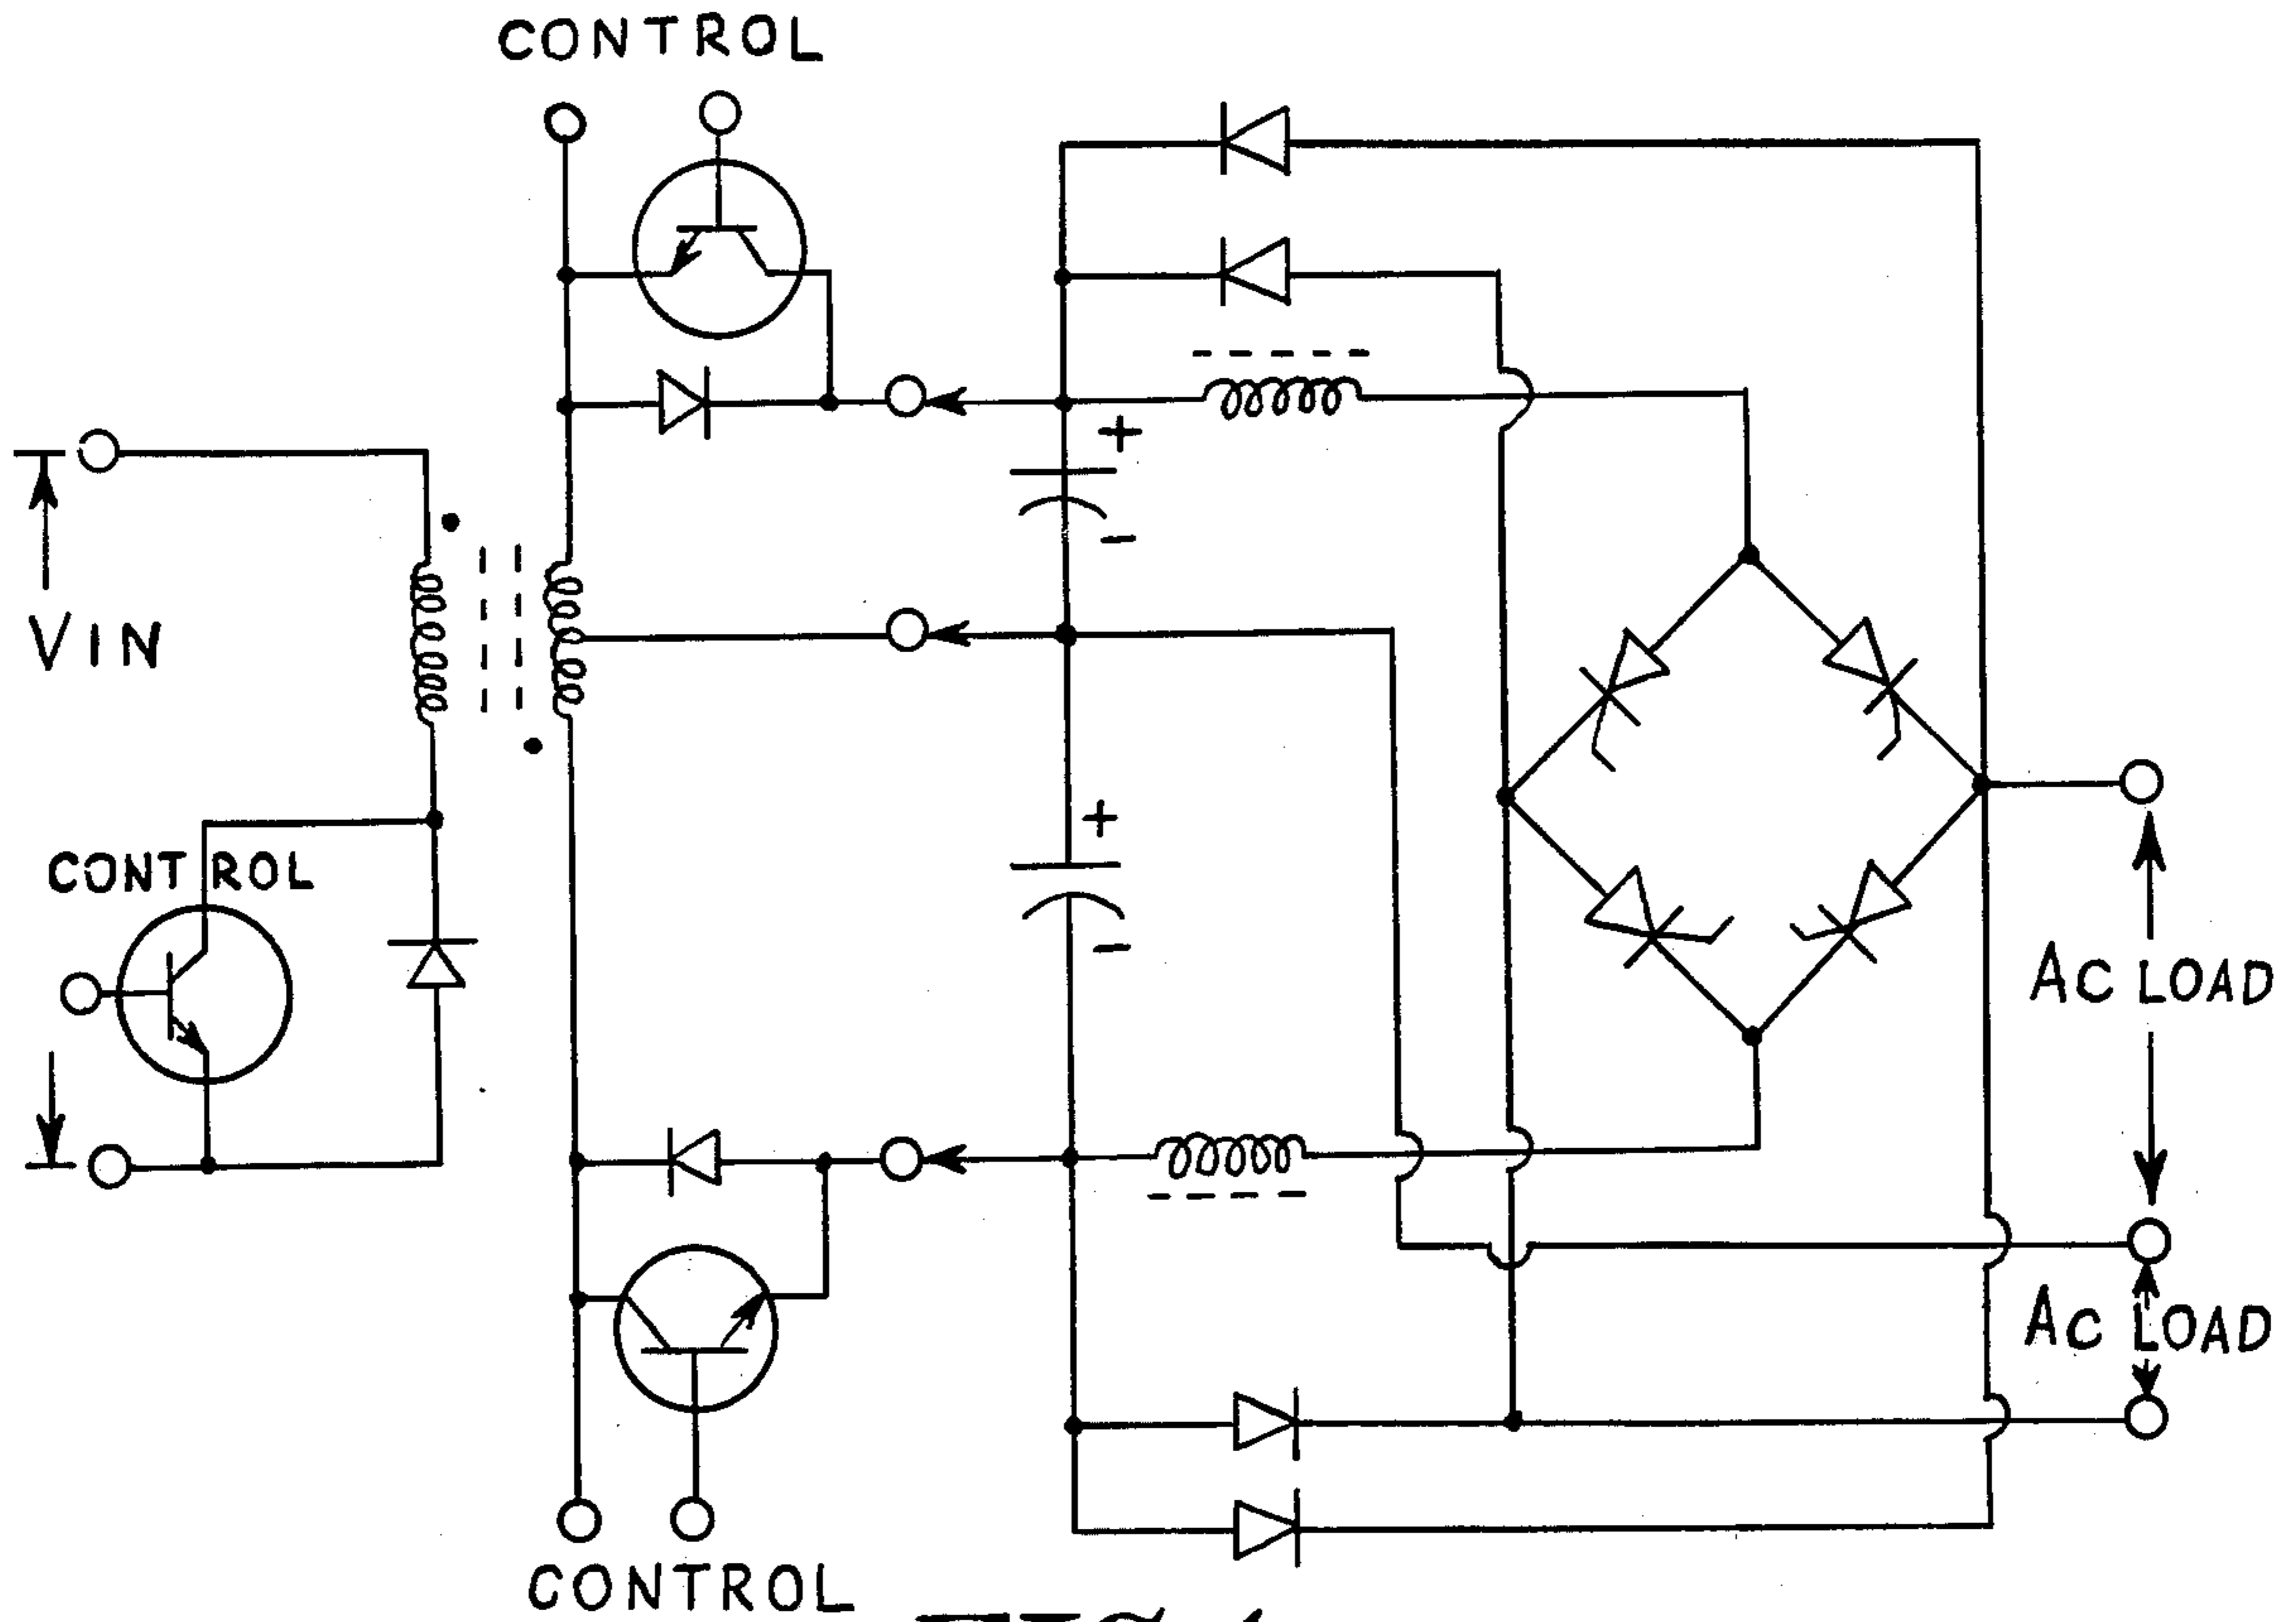 CONTROL
+
-
VIN
+
CONTROL
-
AC LOAD
AC LOAD
CONTROL